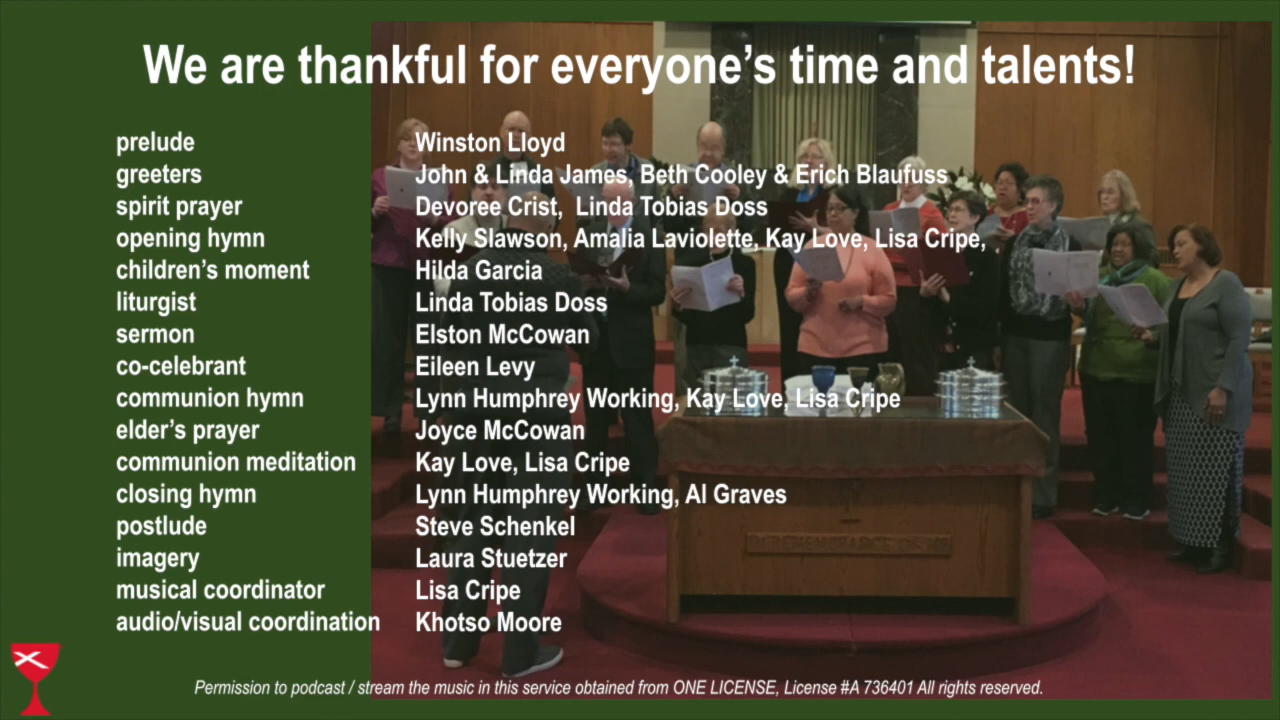 We are thankful for everyone's time and talents!
prelude Winston Lloyd
greeters John & Linda James, Beth Cooley & Erich Blaufuss
spirit prayer Devoree Crist, Linda Tobias Doss
opening hymn Kelly Slawson, Amalia Laviolette, Kay Love, Lisa Cripe,
children's moment Hilda Garcia
liturgist Linda Tobias Doss
sermon Elston McCowan
co-celebrant Eileen Levy
communion hymn Lynn Humphrey Working, Kay Love, Lisa Cripe
elder's prayer Joyce McCowan
communion meditation Kay Love, Lisa Cripe
closing hymn Lynn Humphrey Working, Al Graves
postlude Steve Schenkel
imagery Laura Stuetzer
musical coordinator Lisa Cripe
audio/visual coordination Khotso Moore
Permission to podcast / stream the music in this service obtained from ONE LICENSE, License #A 736401 All rights reserved.